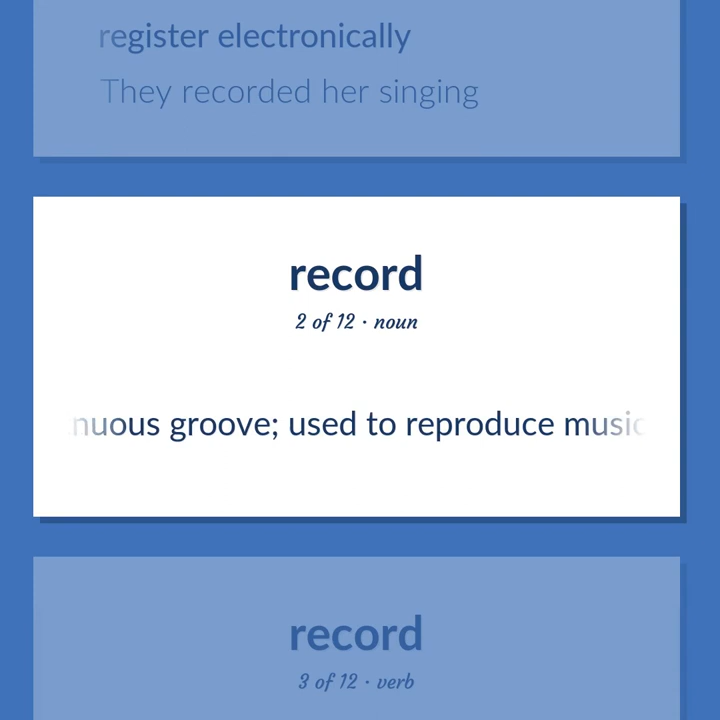 register electronically
They recorded her singing
record
2 of 12 · noun
nuous groove; used to reproduce music
record
3 of 12 · verb